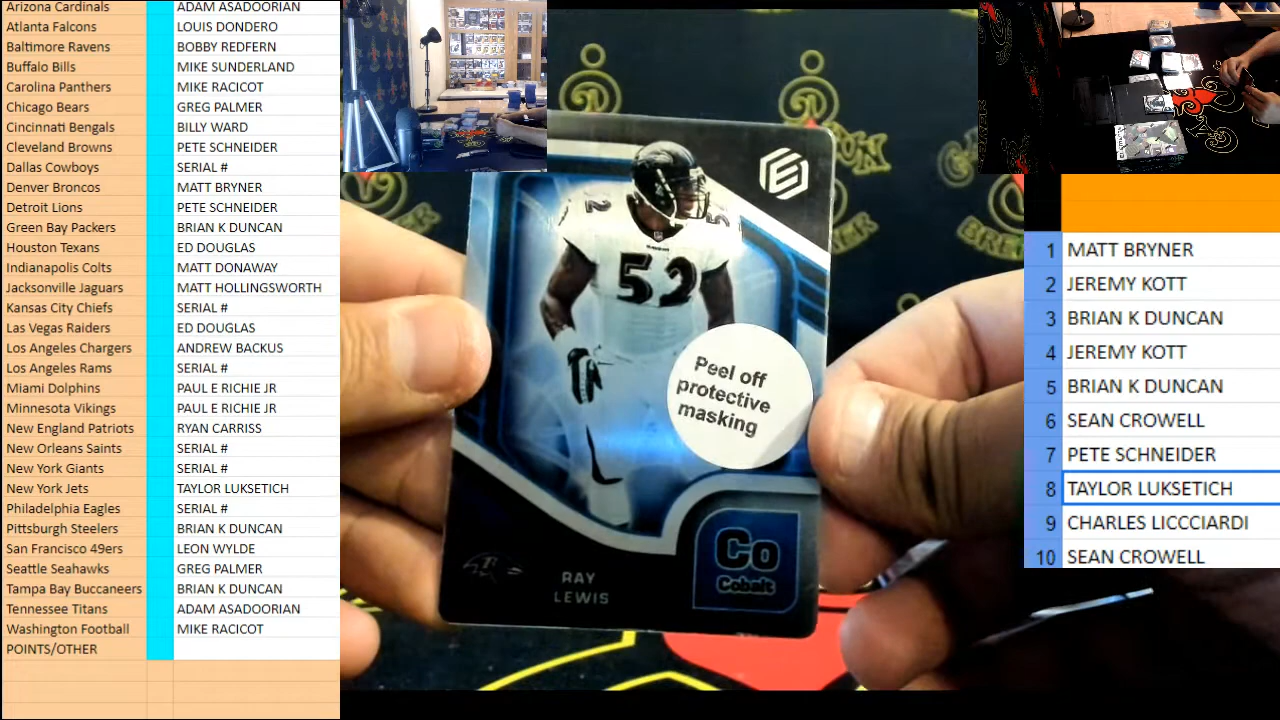 Arizona Cardinals ADAM ASADOORIAN
Atlanta Falcons LOUIS DONDERO
Baltimore Ravens BOBBY REDFERN
Buffalo Bills MIKE SUNDERLAND
Carolina Panthers MIKE RACICOT
Chicago Bears GREG PALMER
Cincinnati Bengals BILLY WARD
Cleveland Browns PETE SCHNEIDER
Dallas Cowboys SERIAL #
Denver Broncos MATT BRYNER
Detroit Lions PETE SCHNEIDER
Green Bay Packers BRIAN K DUNCAN
Houston Texans ED DOUGLAS
Indianapolis Colts MATT DONAWAY
Jacksonville Jaguars MATT HOLLINGSWORTH
Kansas City Chiefs SERIAL #
Las Vegas Raiders ED DOUGLAS
Los Angeles Chargers ANDREW BACKUS
Los Angeles Rams SERIAL #
Miami Dolphins PAUL E RICHIE JR
Minnesota Vikings PAUL E RICHIE JR
New England Patriots RYAN CARRISS
New Orleans Saints SERIAL #
New York Giants SERIAL #
New York Jets TAYLOR LUKSETICH
Philadelphia Eagles SERIAL #
Pittsburgh Steelers BRIAN K DUNCAN
San Francisco 49ers LEON WYLDE
Seattle Seahawks GREG PALMER
Tampa Bay Buccaneers BRIAN K DUNCAN
Tennessee Titans ADAM ASADOORIAN
Washington Football MIKE RACICOT
POINTS/OTHER
52
Peel off
protective
masking
Co
Cobalt
RAY
LEWIS
1 MATT BRYNER
2 JEREMY KOTT
3 BRIAN K DUNCAN
4 JEREMY KOTT
5 BRIAN K DUNCAN
6 SEAN CROWELL
7 PETE SCHNEIDER
8 TAYLOR LUKSETICH
9 CHARLES LICCCIARDI
10 SEAN CROWELL